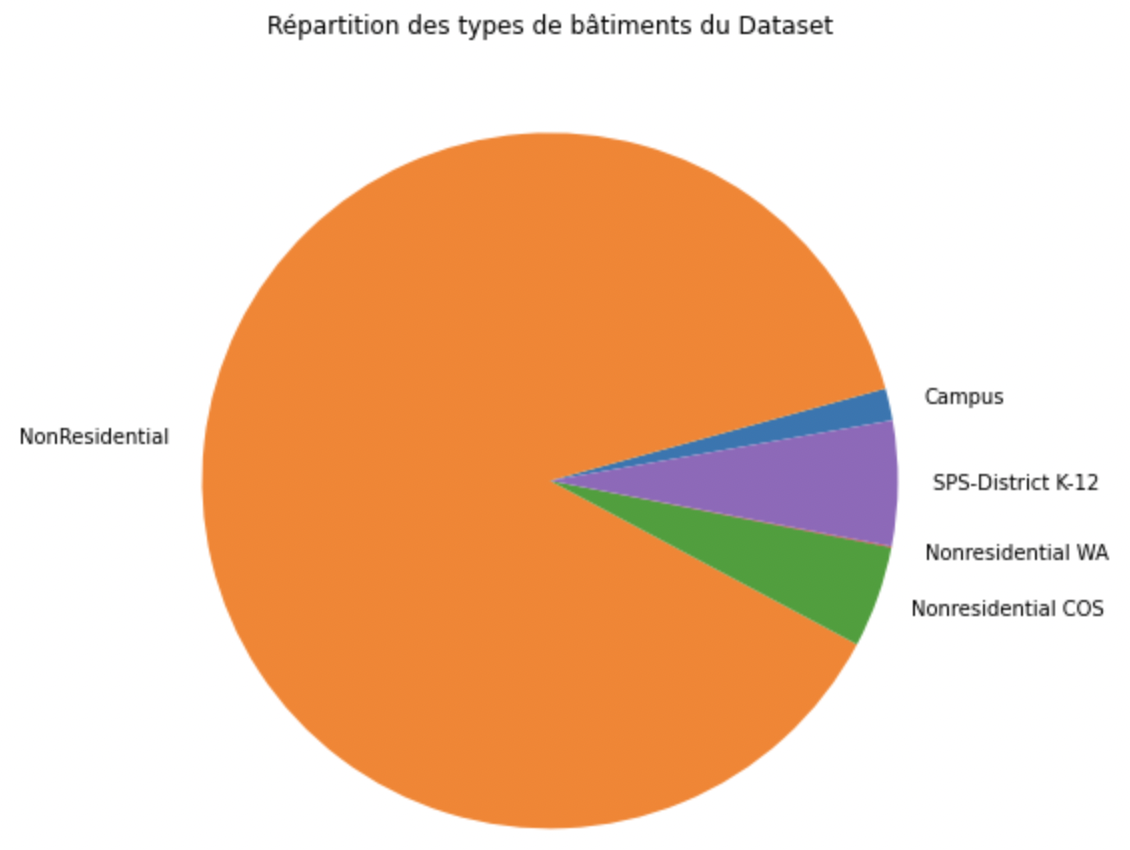 Répartition des types de bâtiments du Dataset
Campus
NonResidential
SPS-District K-12
Nonresidential WA
Nonresidential COS